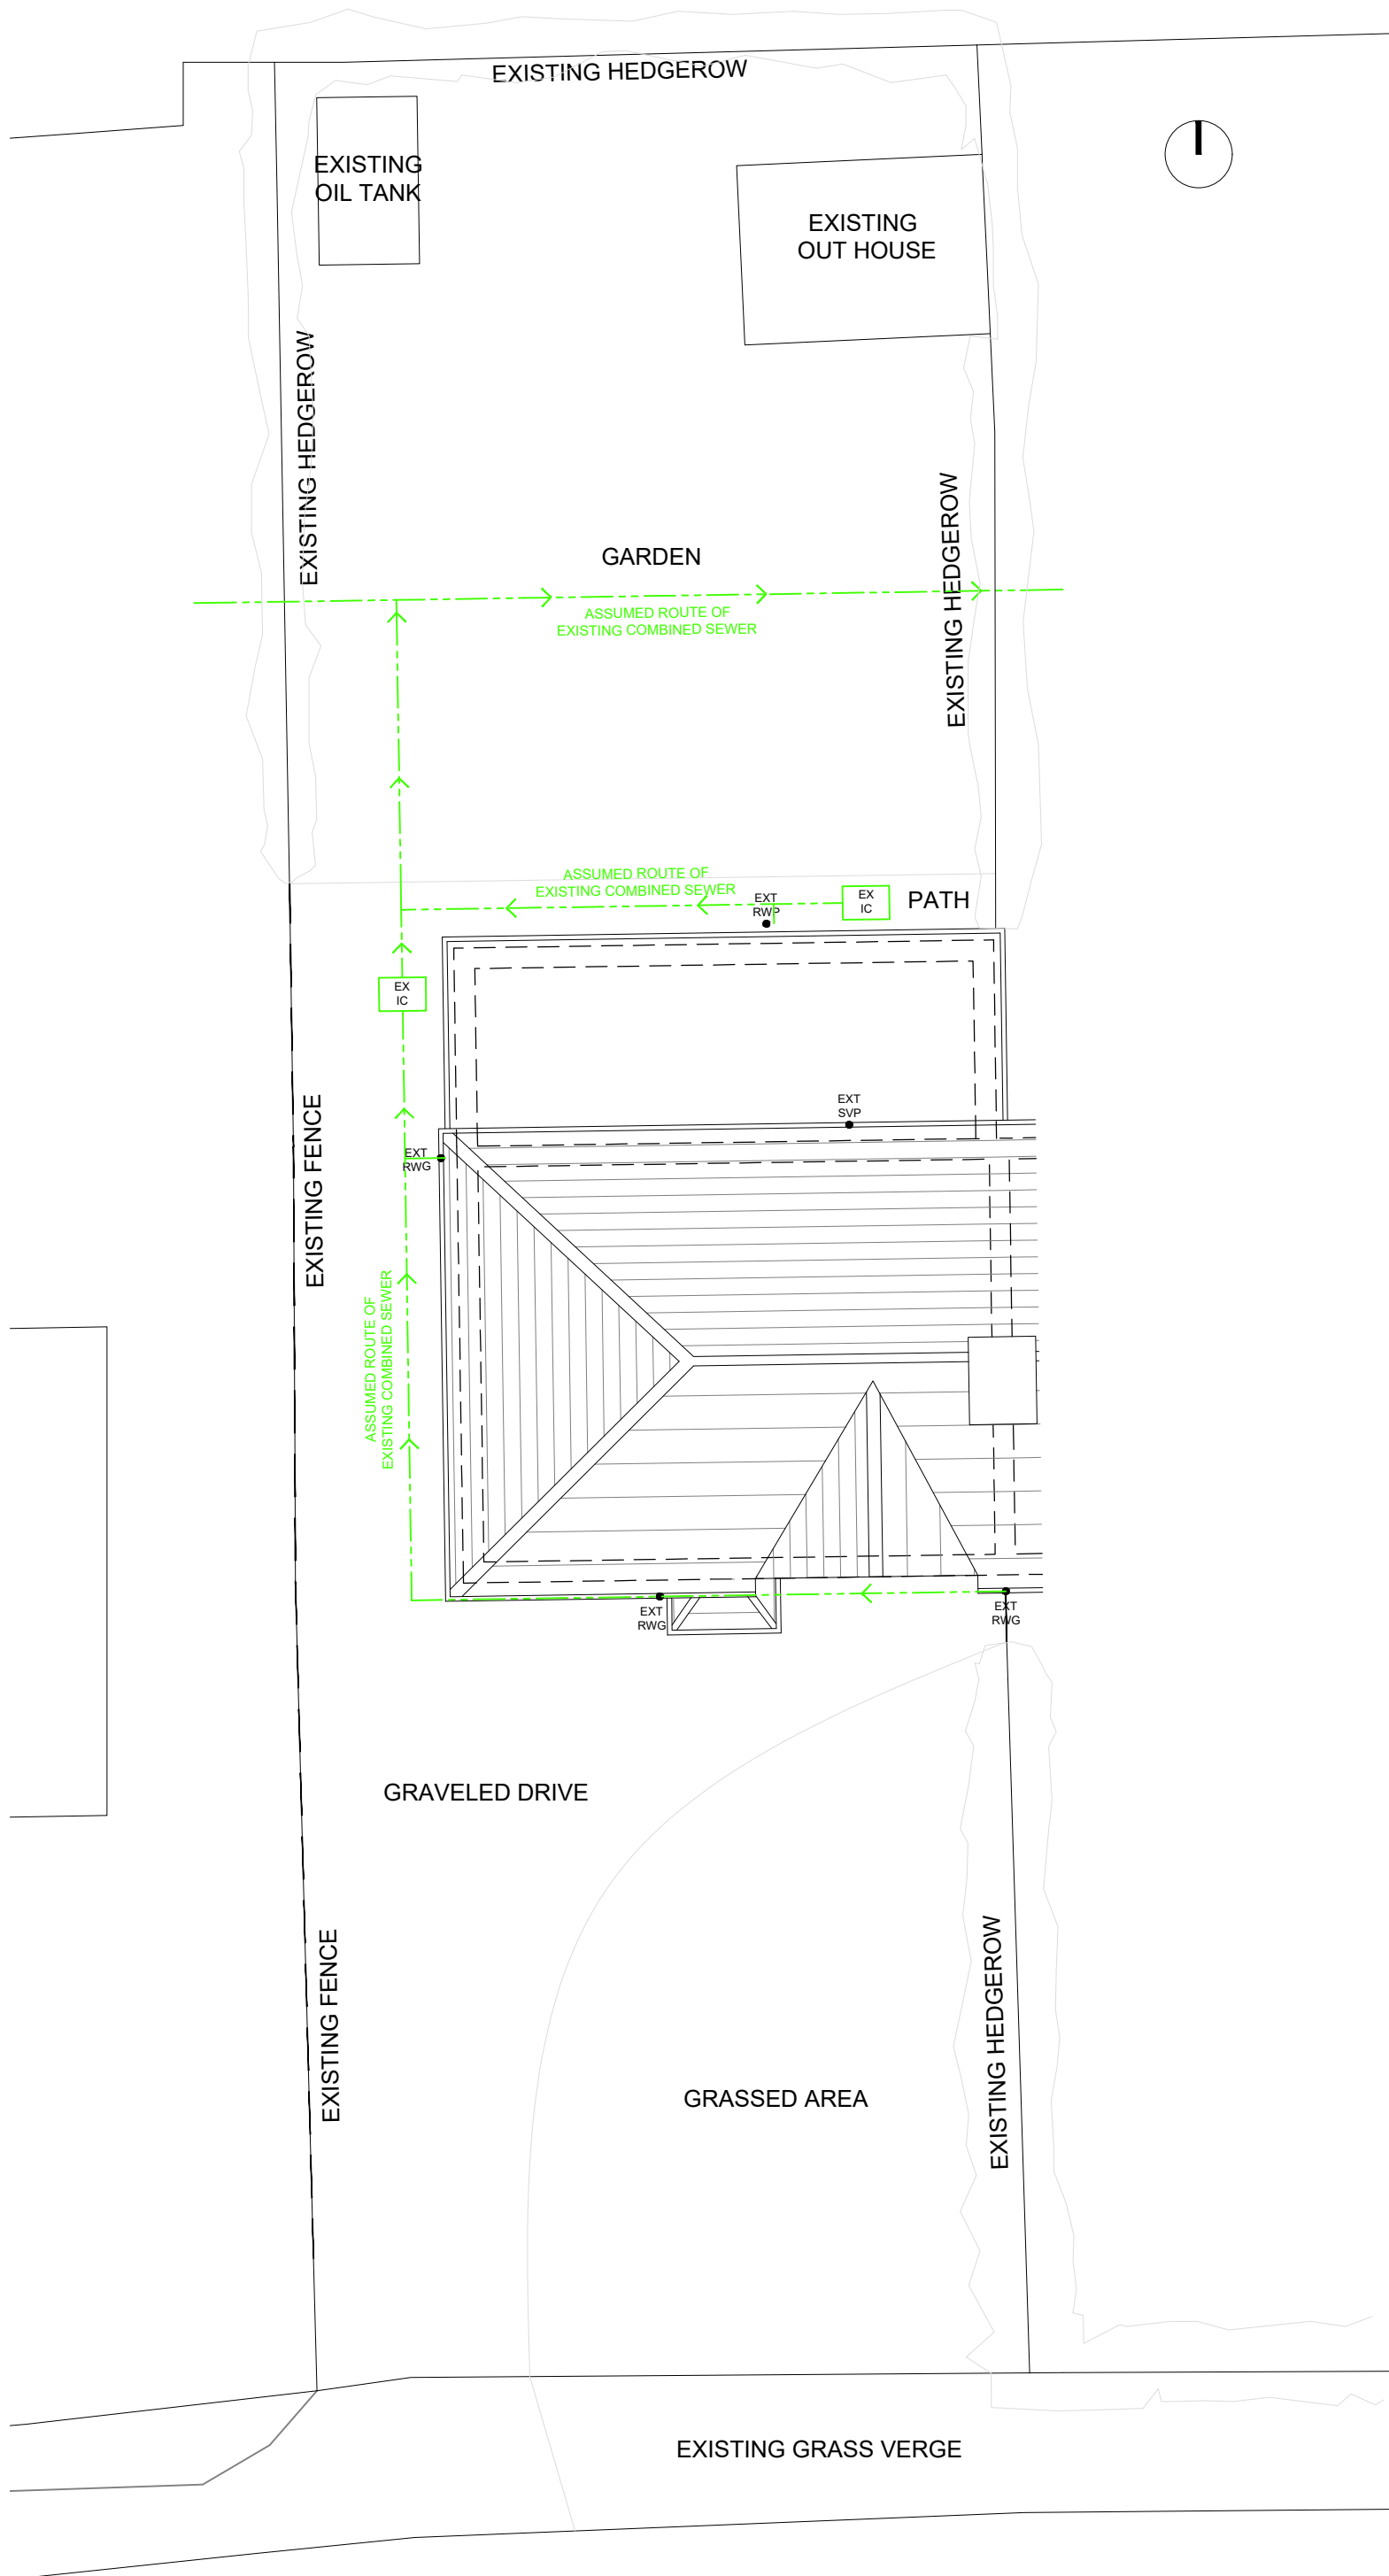 EXISTING HEDGEROW
EXISTING
OIL TANK
EXISTING
OUT HOUSE
EXISTING HEDGEROW
EXISTING HEDGEROW
GARDEN
ASSUMED ROUTE OF
EXISTING COMBINED SEWER
ASSUMED ROUTE OF
EXISTING COMBINED SEWER
EXT
RWP
EX
IC
PATH
EX
IC
EXISTING FENCE
EXT
SVP
EXT
RWG
ASSUMED ROUTE OF
EXISTING COMBINED SEWER
EXT
RWG
EXT
RWG
GRAVELED DRIVE
EXISTING FENCE
EXISTING HEDGEROW
GRASSED AREA
EXISTING GRASS VERGE